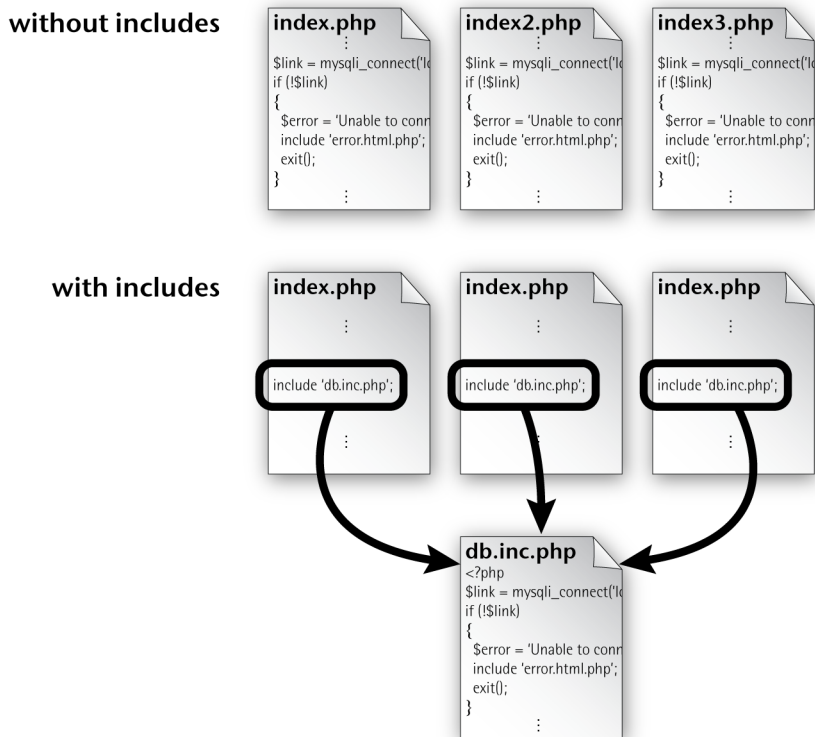 without includes
index.php
⋮
$link = mysqli_connect('lo
if (!$link)
{
$error = 'Unable to conn
include 'error.html.php';
exit();
}
⋮
index2.php
⋮
$link = mysqli_connect('lo
if (!$link)
{
$error = 'Unable to conn
include 'error.html.php';
exit();
}
⋮
index3.php
⋮
$link = mysqli_connect('lo
if (!$link)
{
$error = 'Unable to conn
include 'error.html.php';
exit();
}
⋮
with includes
index.php
⋮
include 'db.inc.php';
⋮
index.php
⋮
include 'db.inc.php';
⋮
index.php
⋮
include 'db.inc.php';
⋮
db.inc.php
<?php
$link = mysqli_connect('lo
if (!$link)
{
$error = 'Unable to conn
include 'error.html.php';
exit();
}
⋮